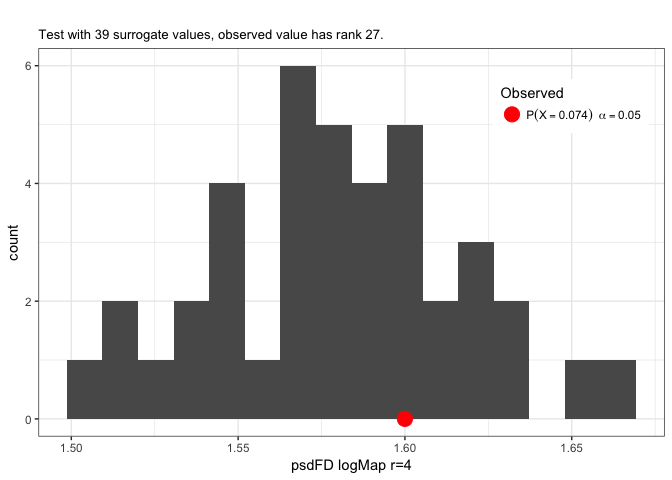 Test with 39 surrogate values, observed value has rank 27.
6
4
2
0
count
Observed
P(X = 0.074) α = 0.05
1.50 1.55 1.60 1.65
psdFD logMap r=4